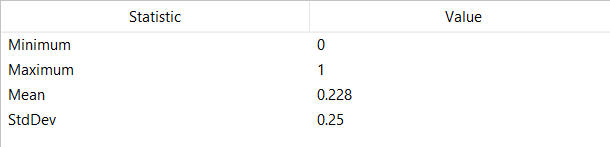 Statistic Value
Minimum 0
Maximum 1
Mean 0.228
StdDev 0.25